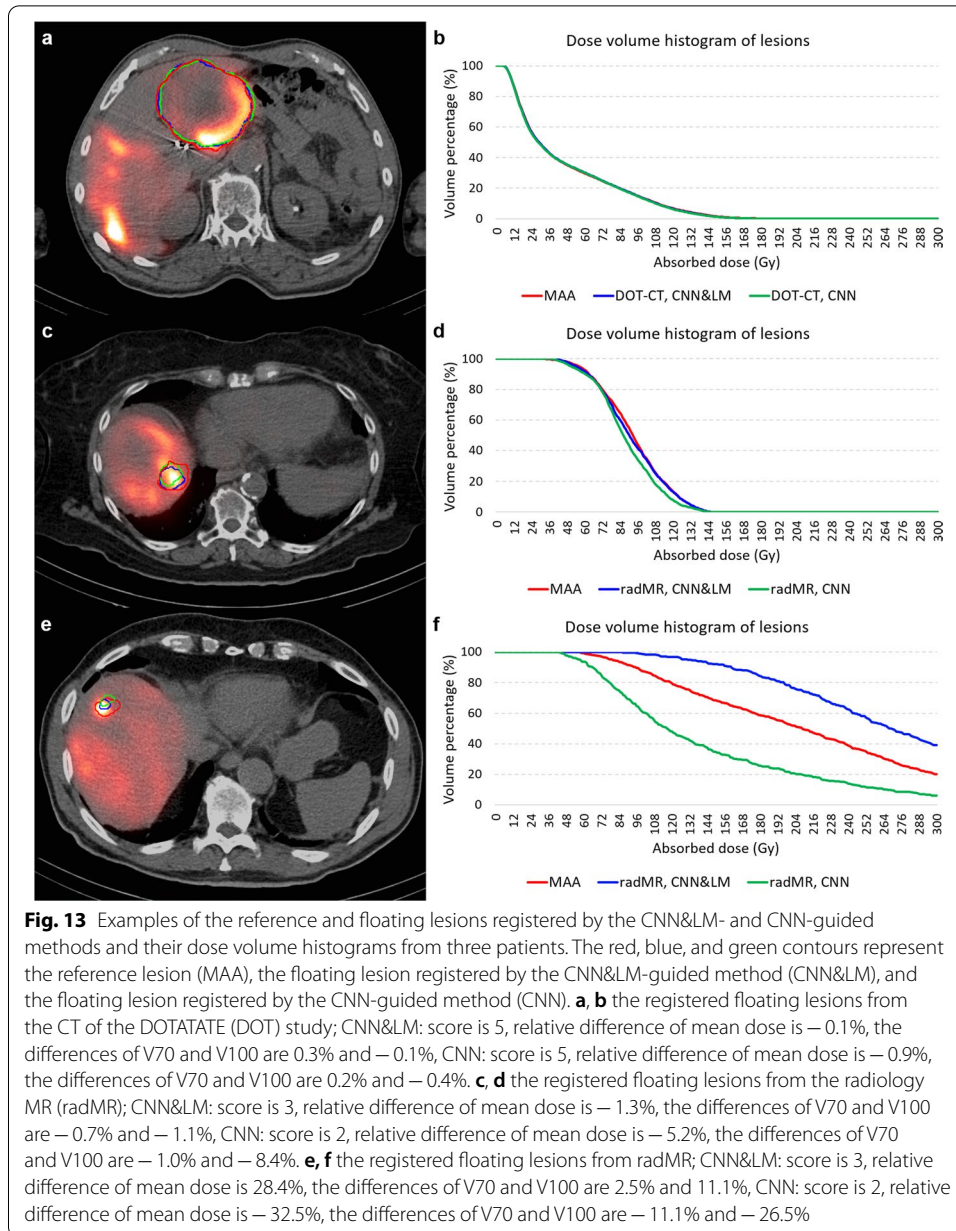 a
b
Dose volume histogram of lesions
Volume percentage (%)
100
80
60
40
20
0
0 12 24 36 48 60 72 84 96 108 120 132 144 156 168 180 192 204 216 228 240 252 264 276 288 300
Absorbed dose (Gy)
MAA DOT-CT, CNN&LM DOT-CT, CNN
c
d
Dose volume histogram of lesions
Volume percentage (%)
100
80
60
40
20
0
0 12 24 36 48 60 72 84 96 108 120 132 144 156 168 180 192 204 216 228 240 252 264 276 288 300
Absorbed dose (Gy)
MAA radMR, CNN&LM radMR, CNN
e
f
Dose volume histogram of lesions
Volume percentage (%)
100
80
60
40
20
0
0 12 24 36 48 60 72 84 96 108 120 132 144 156 168 180 192 204 216 228 240 252 264 276 288 300
Absorbed dose (Gy)
MAA radMR, CNN&LM radMR, CNN
Fig. 13 Examples of the reference and floating lesions registered by the CNN&LM- and CNN-guided
methods and their dose volume histograms from three patients. The red, blue, and green contours represent
the reference lesion (MAA), the floating lesion registered by the CNN&LM-guided method (CNN&LM), and
the floating lesion registered by the CNN-guided method (CNN). a, b the registered floating lesions from
the CT of the DOTATATE (DOT) study; CNN&LM: score is 5, relative difference of mean dose is − 0.1%, the
differences of V70 and V100 are 0.3% and − 0.1%, CNN: score is 5, relative difference of mean dose is − 0.9%,
the differences of V70 and V100 are 0.2% and − 0.4%. c, d the registered floating lesions from the radiology
MR (radMR); CNN&LM: score is 3, relative difference of mean dose is − 1.3%, the differences of V70 and V100
are − 0.7% and − 1.1%, CNN: score is 2, relative difference of mean dose is − 5.2%, the differences of V70
and V100 are − 1.0% and − 8.4%. e, f the registered floating lesions from radMR; CNN&LM: score is 3, relative
difference of mean dose is 28.4%, the differences of V70 and V100 are 2.5% and 11.1%, CNN: score is 2, relative
difference of mean dose is − 32.5%, the differences of V70 and V100 are − 11.1% and − 26.5%